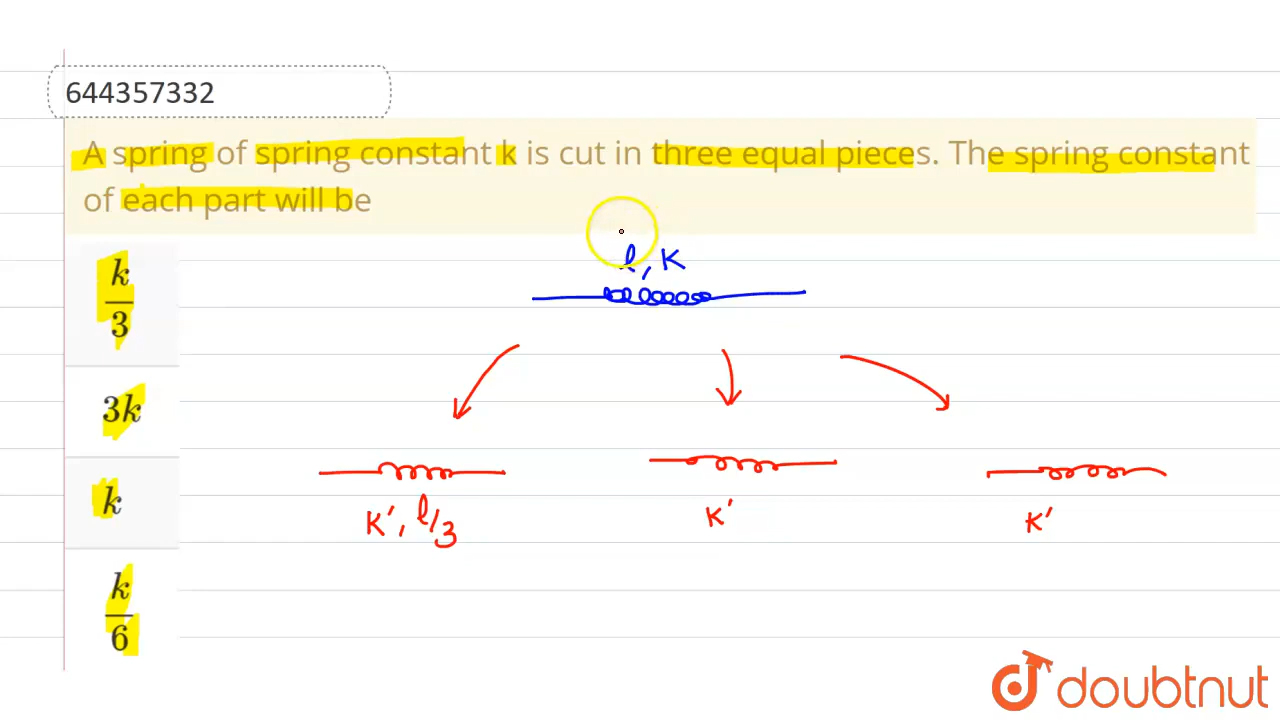 644357332
A spring of spring constant k is cut in three equal pieces. The spring constant
of each part will be
l, K
k
3
3k
k
k
6
K', l/3
K'
K'
doubtnut